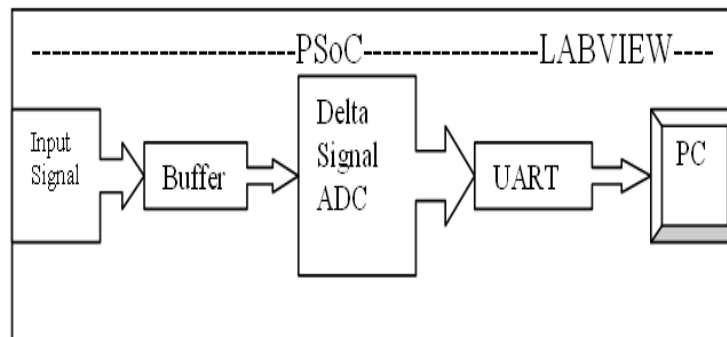 --------------------PSoC--------------------LABVIEW----
Input
Signal
Buffer
Delta
Signal
ADC
UART
PC